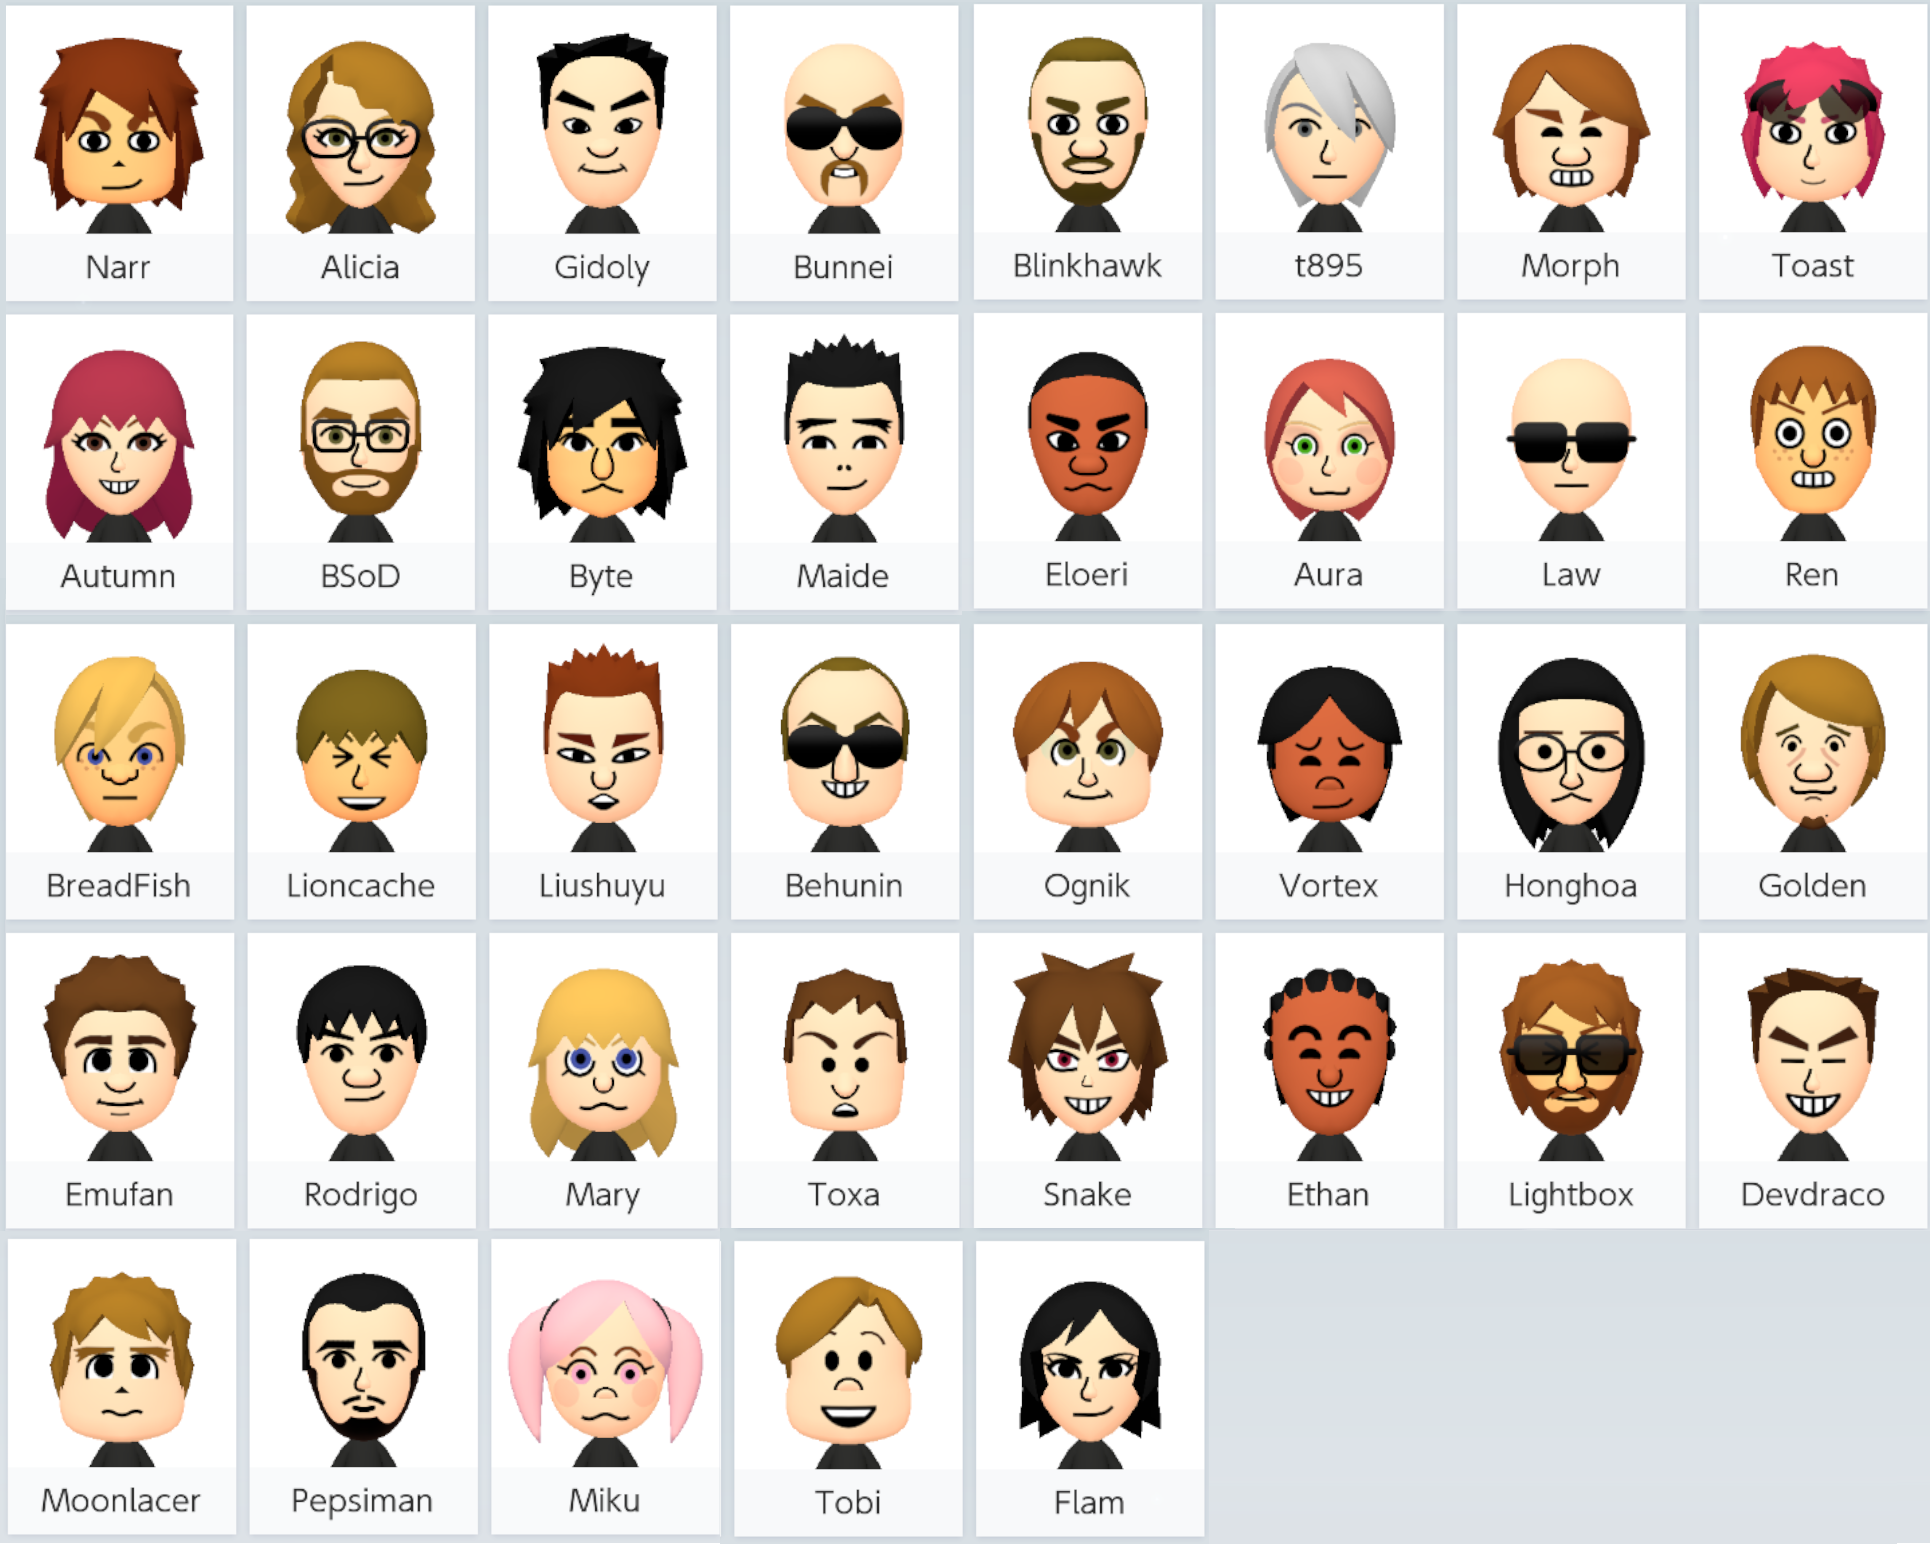 Narr
Alicia
Gidoly
Bunnei
Blinkhawk
t895
Morph
Toast
Autumn
BSoD
Byte
Maide
Eloeri
Aura
Law
Ren
BreadFish
Lioncache
Liushuyu
Behunin
Ognik
Vortex
Honghoa
Golden
Emufan
Rodrigo
Mary
Toxa
Snake
Ethan
Lightbox
Devdraco
Moonlacer
Pepsiman
Miku
Tobi
Flam